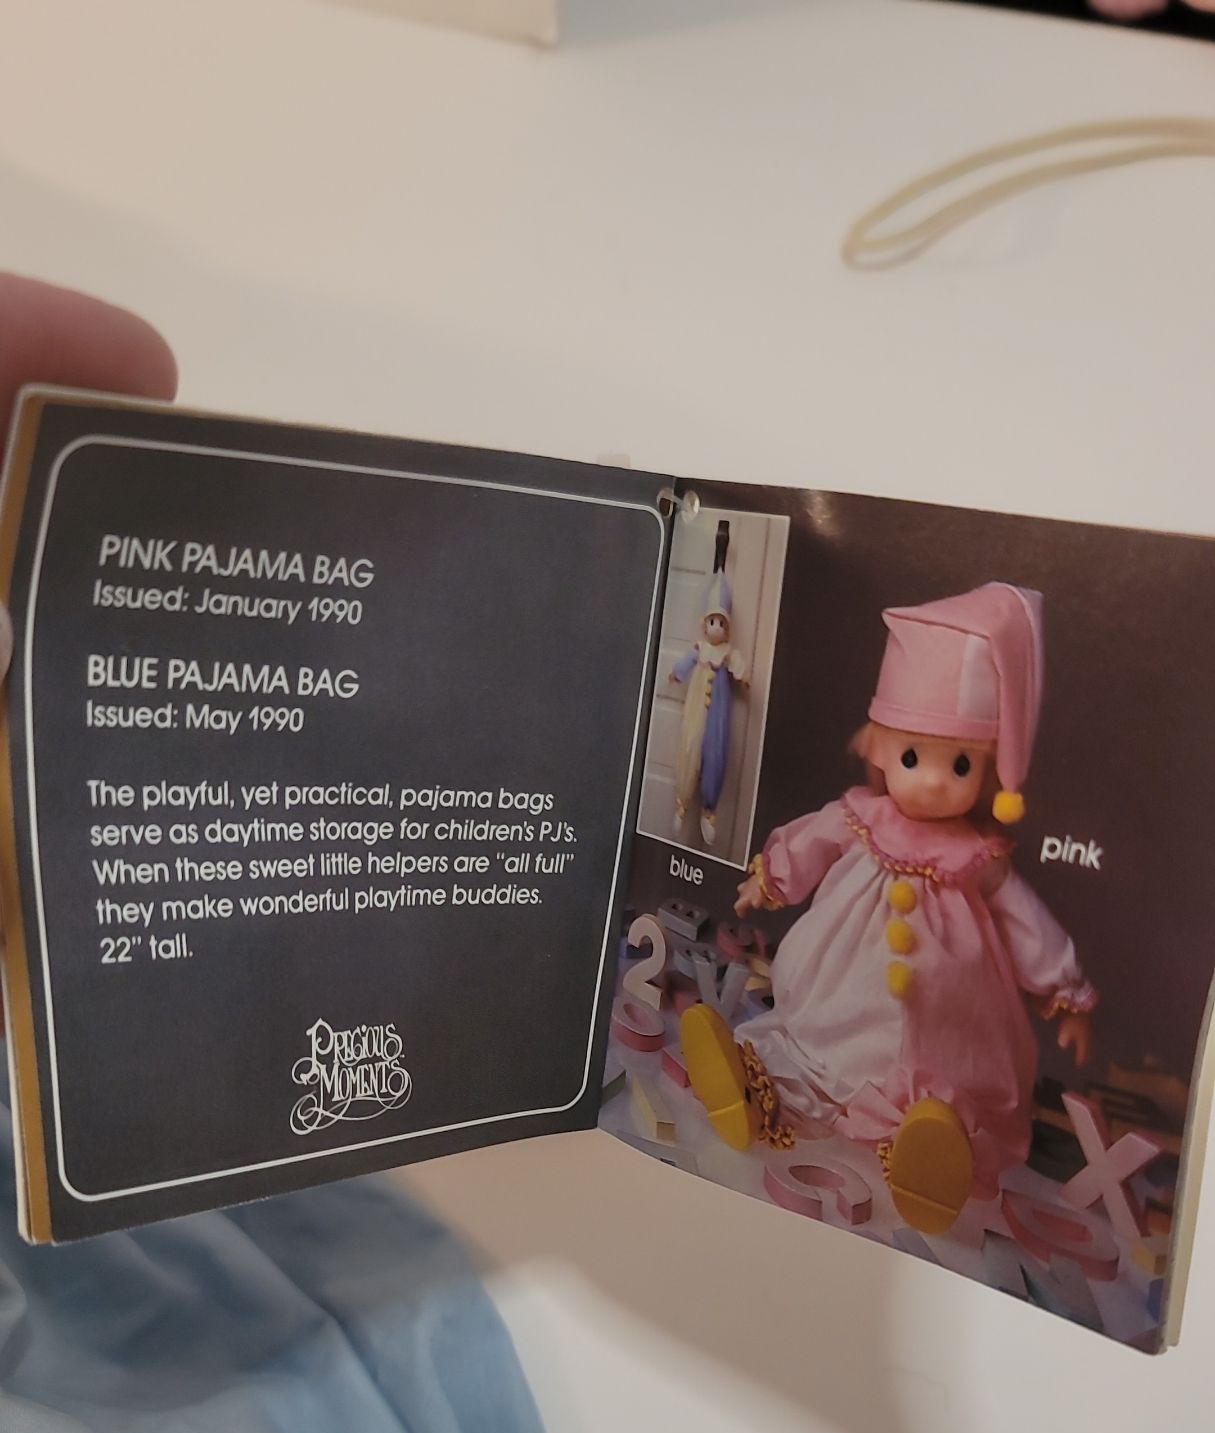 PINK PAJAMA BAG
Issued: January 1990
BLUE PAJAMA BAG
Issued: May 1990
The playful, yet practical, pajama bags
serve as daytime storage for children's PJ's.
When these sweet little helpers are "all full"
they make wonderful playtime buddies.
22" tall.
PRECIOUS
MOMENTS
blue
pink